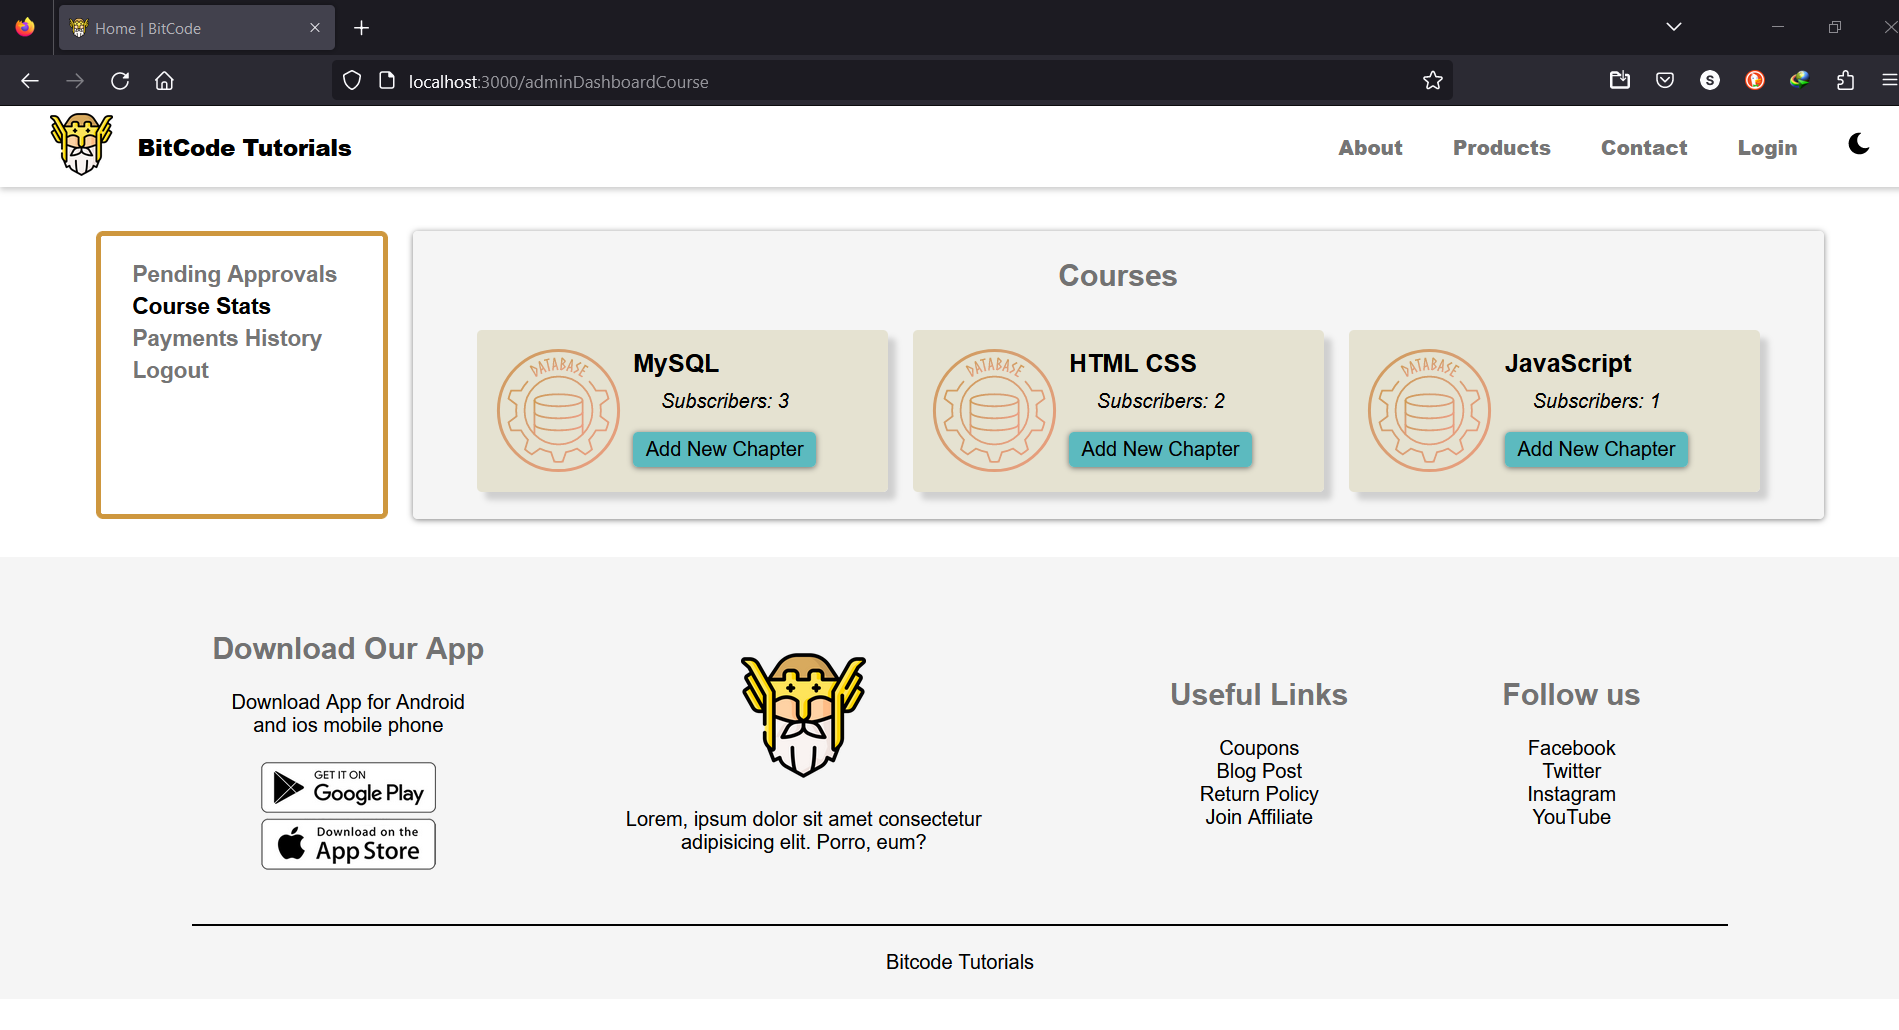 Home | BitCode
localhost:3000/adminDashboardCourse
S
BitCode Tutorials
About
Products
Contact
Login
Pending Approvals
Course Stats
Payments History
Logout
Courses
DATABASE
MySQL
Subscribers: 3
Add New Chapter
DATABASE
HTML CSS
Subscribers: 2
Add New Chapter
DATABASE
JavaScript
Subscribers: 1
Add New Chapter
Download Our App
Download App for Android
and ios mobile phone
GET IT ON
Google Play
Download on the
App Store
Lorem, ipsum dolor sit amet consectetur
adipisicing elit. Porro, eum?
Useful Links
Coupons
Blog Post
Return Policy
Join Affiliate
Follow us
Facebook
Twitter
Instagram
YouTube
Bitcode Tutorials